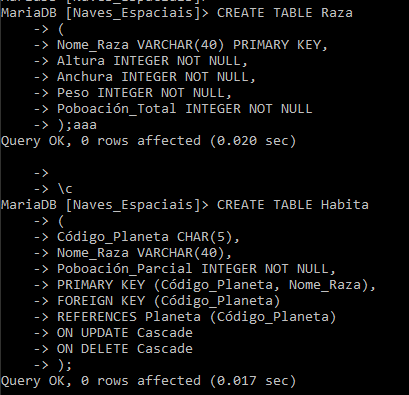 MariaDB [Naves_Espaciais]> CREATE TABLE Raza
    -> (
    -> Nome_Raza VARCHAR(40) PRIMARY KEY,
    -> Altura INTEGER NOT NULL,
    -> Anchura INTEGER NOT NULL,
    -> Peso INTEGER NOT NULL,
    -> Poboación_Total INTEGER NOT NULL
    -> );aaa
Query OK, 0 rows affected (0.020 sec)

    ->
    -> \c
MariaDB [Naves_Espaciais]> CREATE TABLE Habita
    -> (
    -> Código_Planeta CHAR(5),
    -> Nome_Raza VARCHAR(40),
    -> Poboación_Parcial INTEGER NOT NULL,
    -> PRIMARY KEY (Código_Planeta, Nome_Raza),
    -> FOREIGN KEY (Código_Planeta)
    -> REFERENCES Planeta (Código_Planeta)
    -> ON UPDATE Cascade
    -> ON DELETE Cascade
    -> );
Query OK, 0 rows affected (0.017 sec)